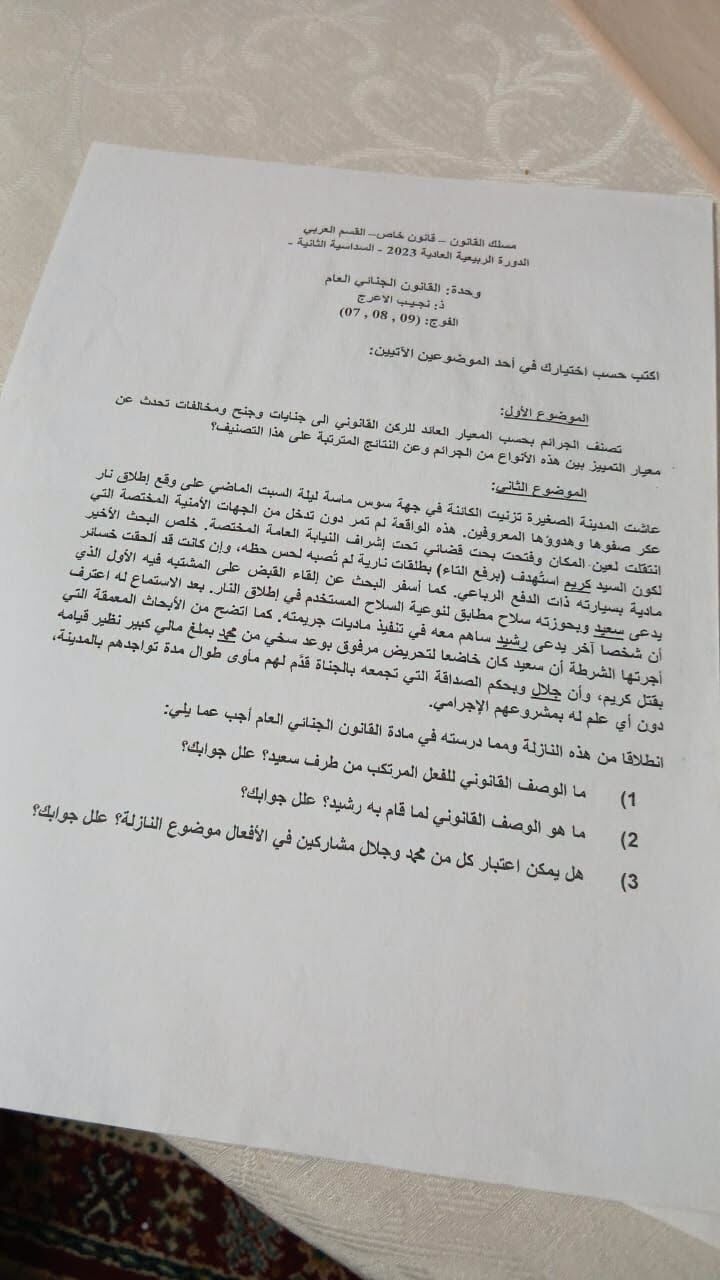 مسلك القانون – قانون خاص– القسم العربي
الدورة الربيعية العادية 2023 - السداسية الثانية -
وحدة: القانون الجنائي العام
ذ: نجيب الاعرج
الفوج: (09 , 08 , 07)
اكتب حسب اختيارك في أحد الموضوعين الآتيين:
الموضوع الأول:
تصنف الجرائم بحسب المعيار العائد للركن القانوني الى جنايات وجنح ومخالفات تحدث عن
معيار التمييز بين هذه الأنواع من الجرائم وعن النتائج المترتبة على هذا التصنيف؟
الموضوع الثاني:
عاشت المدينة الصغيرة تزنيت الكائنة في جهة سوس ماسة ليلة السبت الماضي على وقع إطلاق نار
عكر صفوها وهدوؤها المعروفين. هذه الواقعة لم تمر دون تدخل من الجهات الأمنية المختصة التي
انتقلت لعين المكان وفتحت بحث قضائي تحت إشراف النيابة العامة المختصة. خلص البحث الأخير
لكون السيد كريم استُهدف (برفع التاء) بطلقات نارية لم تُصبه لحسن حظه، وإن كانت قد ألحقت خسائر
مادية بسيارته ذات الدفع الرباعي. كما أسفر البحث عن إلقاء القبض على المشتبه فيه الأول الذي
يدعى سعيد وبحوزته سلاح مطابق لنوعية السلاح المستخدم في إطلاق النار. بعد الاستماع له اعترف
أن شخصا آخر يدعى رشيد ساهم معه في تنفيذ ماديات جريمته. كما اتضح من الأبحاث المعمقة التي
أجرتها الشرطة أن سعيد كان خاضعا لتحريض مرفوق بوعد سخي من محمد بمبلغ مالي كبير نظير قيامه
بقتل كريم، وأن جلال وبحكم الصداقة التي تجمعه بالجناة قدَّم لهم مأوى طوال مدة تواجدهم بالمدينة،
دون أي علم له بمشروعهم الإجرامي.
انطلاقا من هذه النازلة ومما درسته في مادة القانون الجنائي العام أجب عما يلي:
1) ما الوصف القانوني للفعل المرتكب من طرف سعيد؟ علل جوابك؟
2) ما هو الوصف القانوني لما قام به رشيد؟ علل جوابك؟
3) هل يمكن اعتبار كل من محمد وجلال مشاركين في الأفعال موضوع النازلة؟ علل جوابك؟